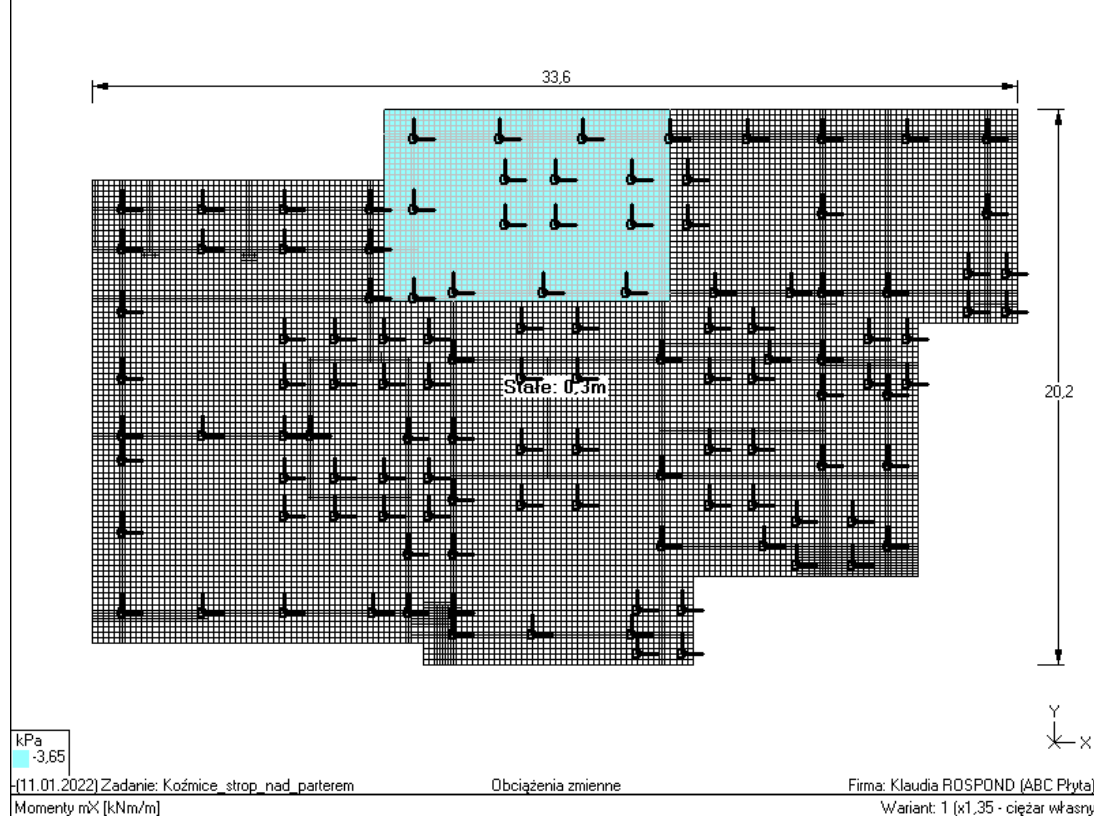 33,6
Stałe: 0,3m
20,2
Y
X
kPa
-3,65
-(11.01.2022) Zadanie: Koźmice_strop_nad_parterem Obciążenia zmienne Firma: Klaudia ROSPOND (ABC Płyta)
Momenty mX [kNm/m] Wariant: 1 (x1,35 - ciężar własny